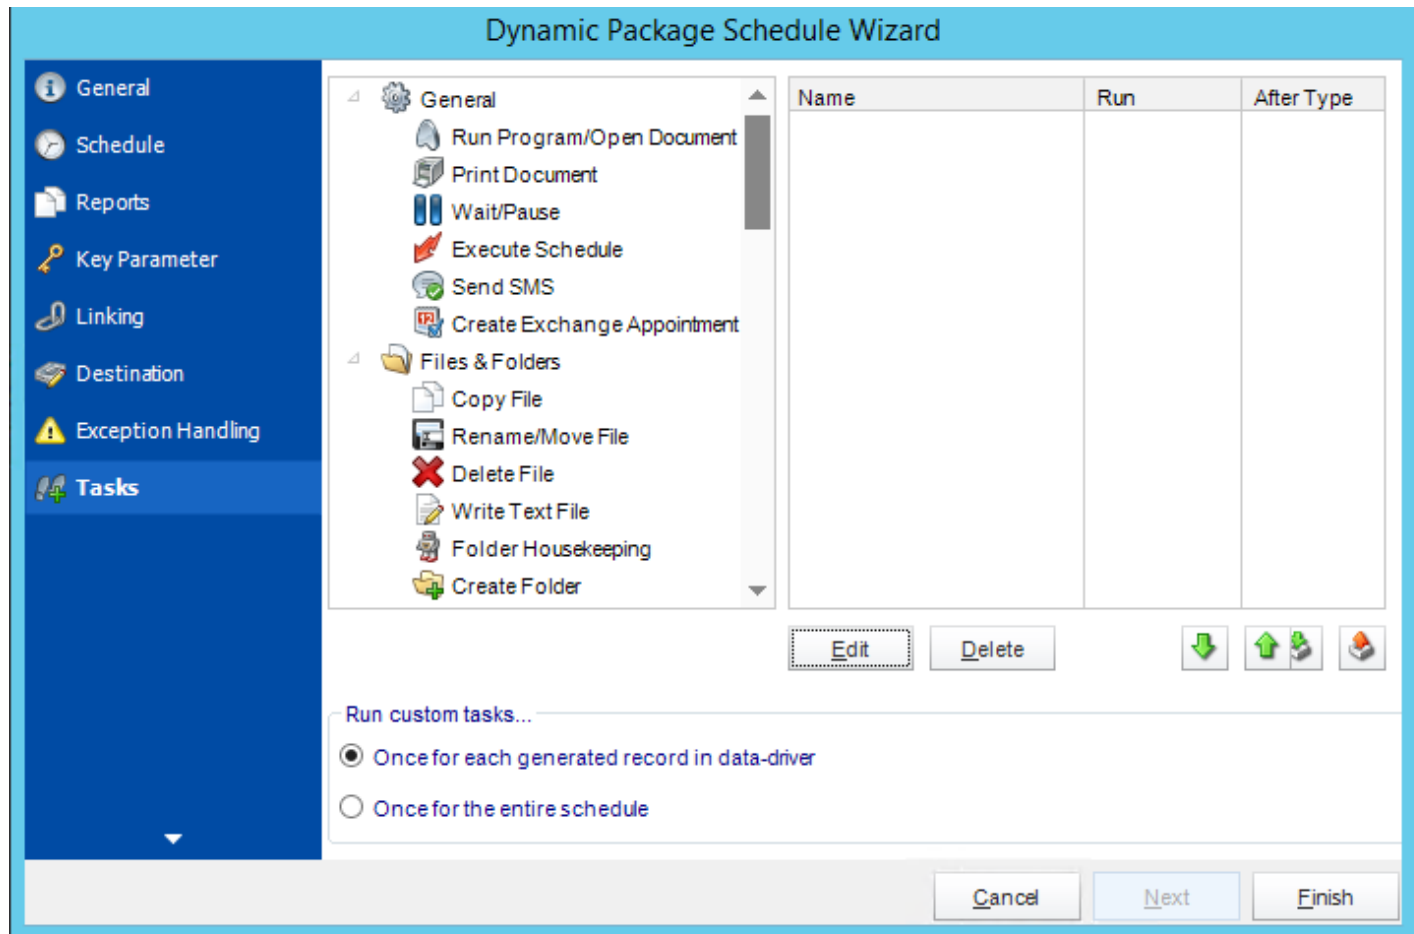 Dynamic Package Schedule Wizard
General
Schedule
Reports
Key Parameter
Linking
Destination
Exception Handling
Tasks
General
Run Program/Open Document
Print Document
Wait/Pause
Execute Schedule
Send SMS
Create Exchange Appointment
Files & Folders
Copy File
Rename/Move File
Delete File
Write Text File
Folder Housekeeping
Create Folder
Name Run After Type
Edit Delete
Run custom tasks...
Once for each generated record in data-driver
Once for the entire schedule
Cancel Next Finish